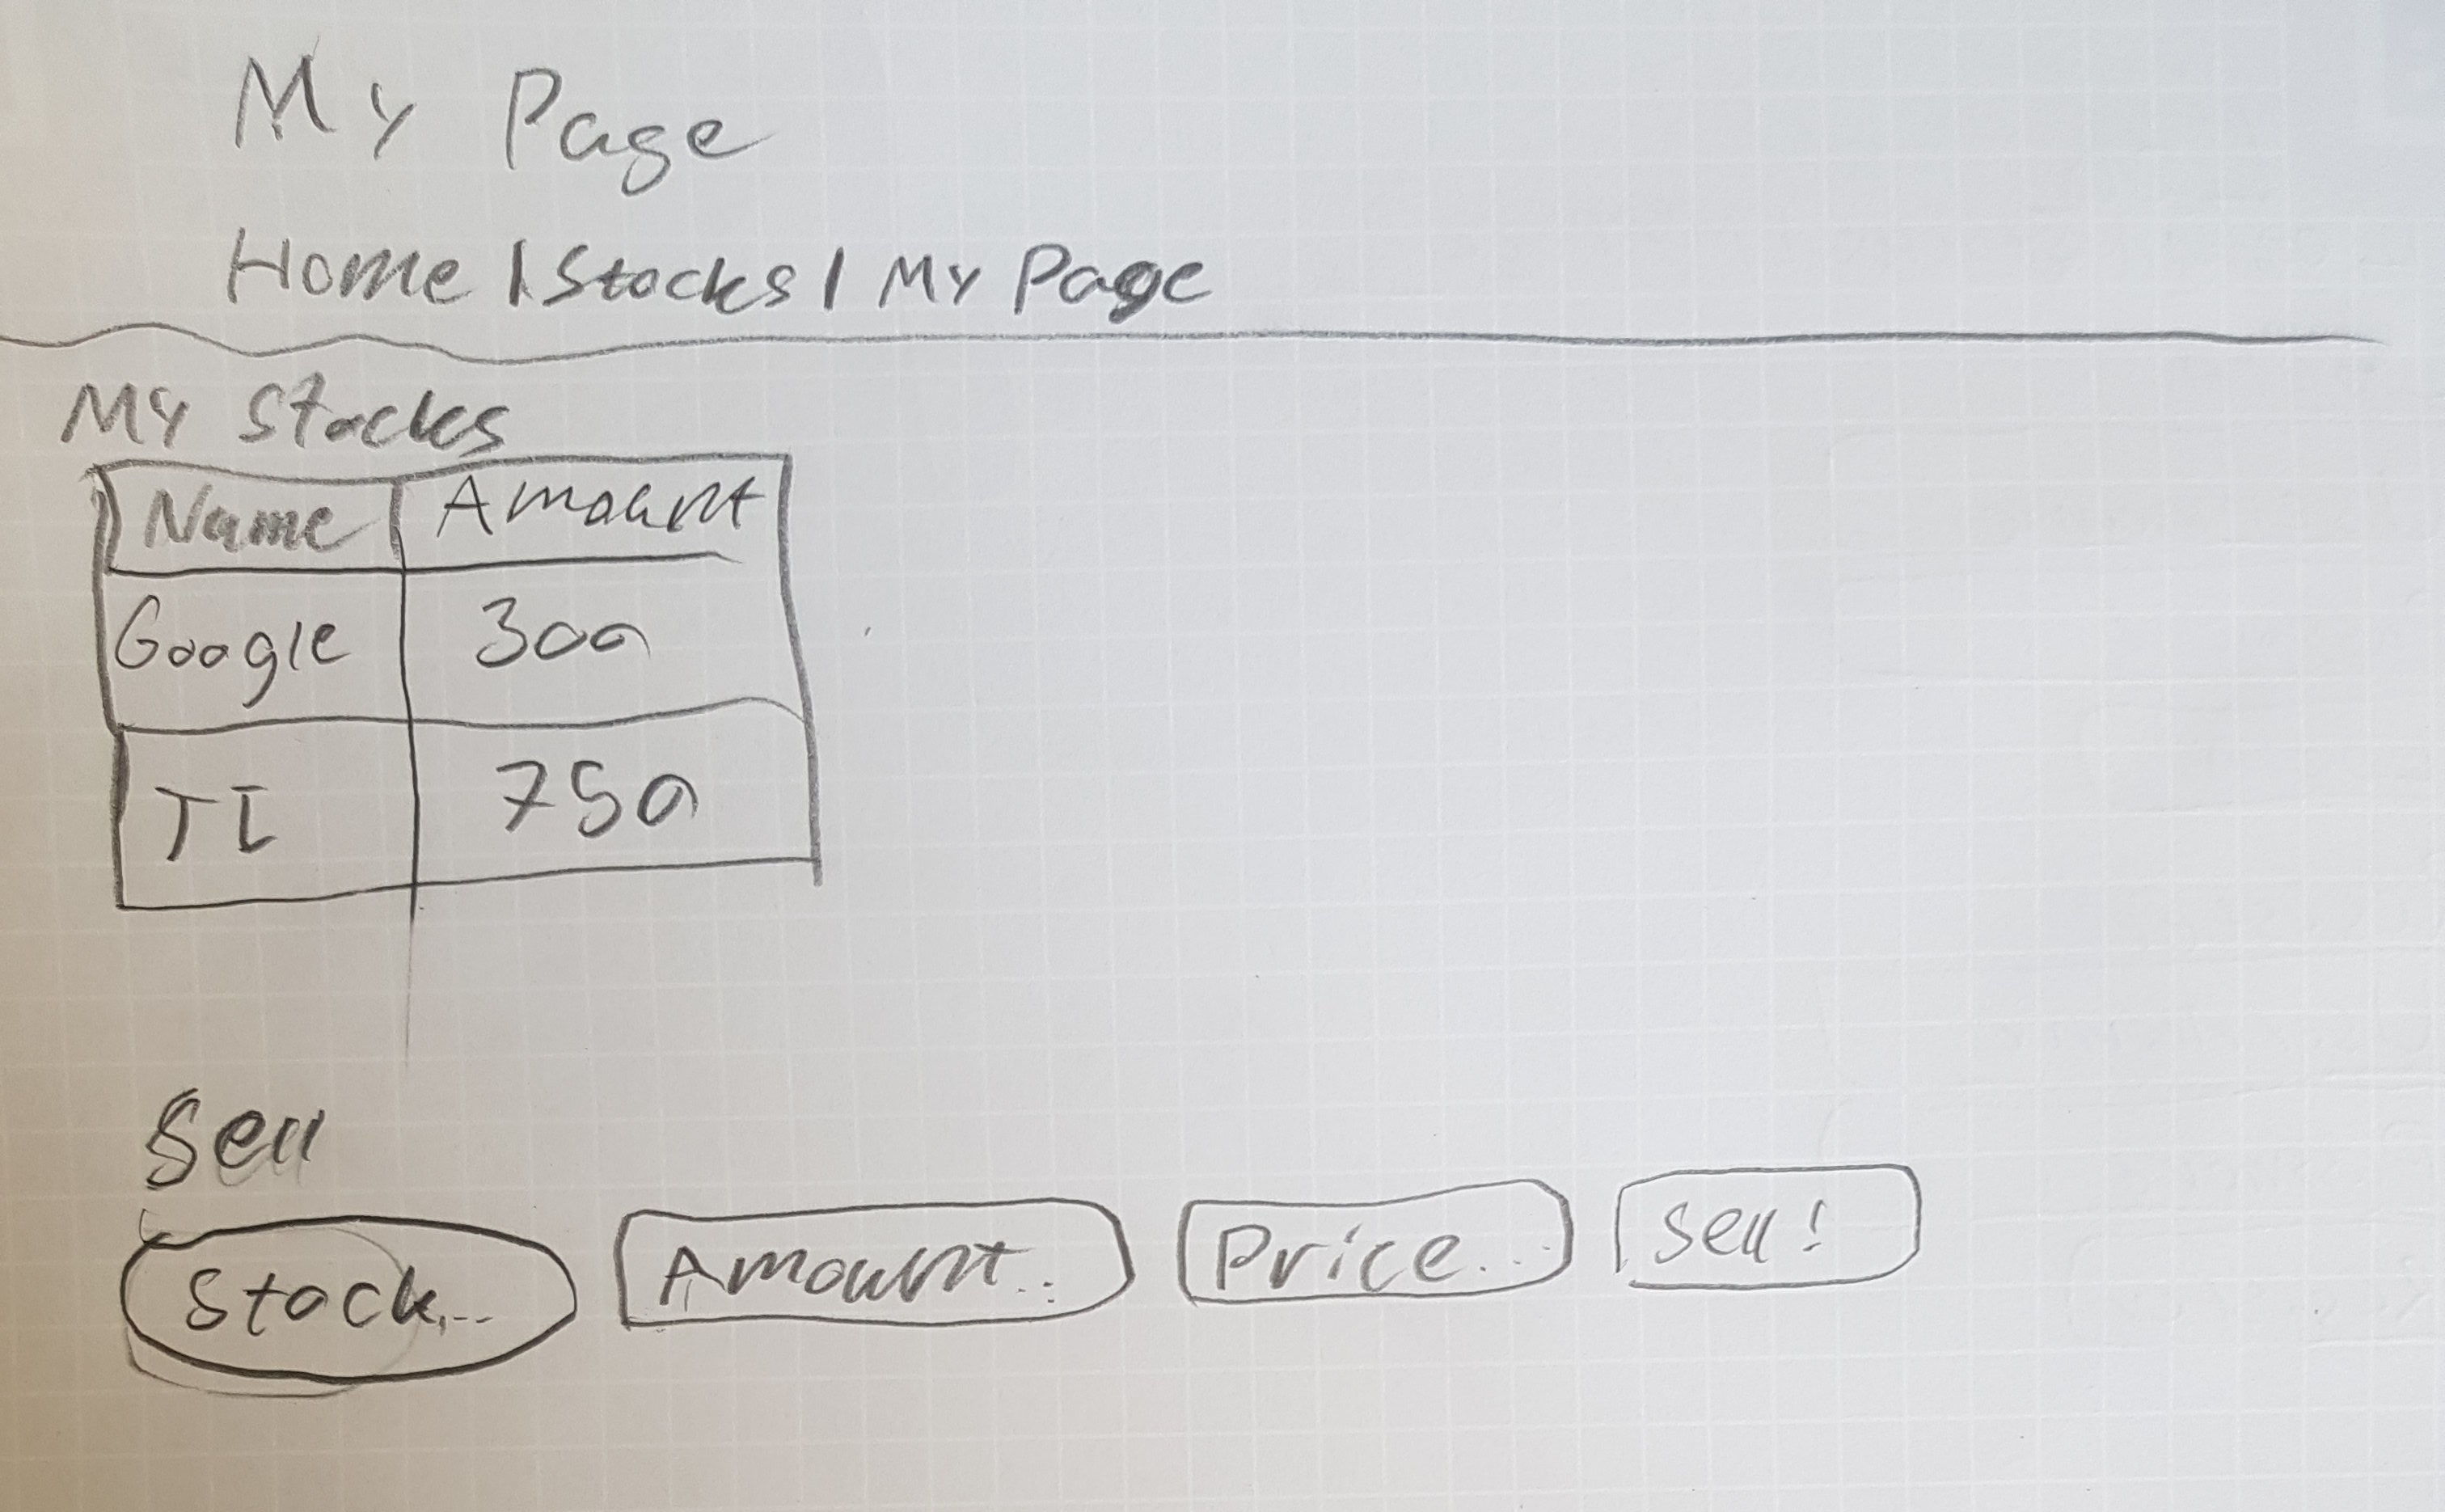 My Page
Home | Stocks | My Page
My Stocks
Name Amount
Google 300
TI 750
Sell
Stock... Amount... Price... Sell!